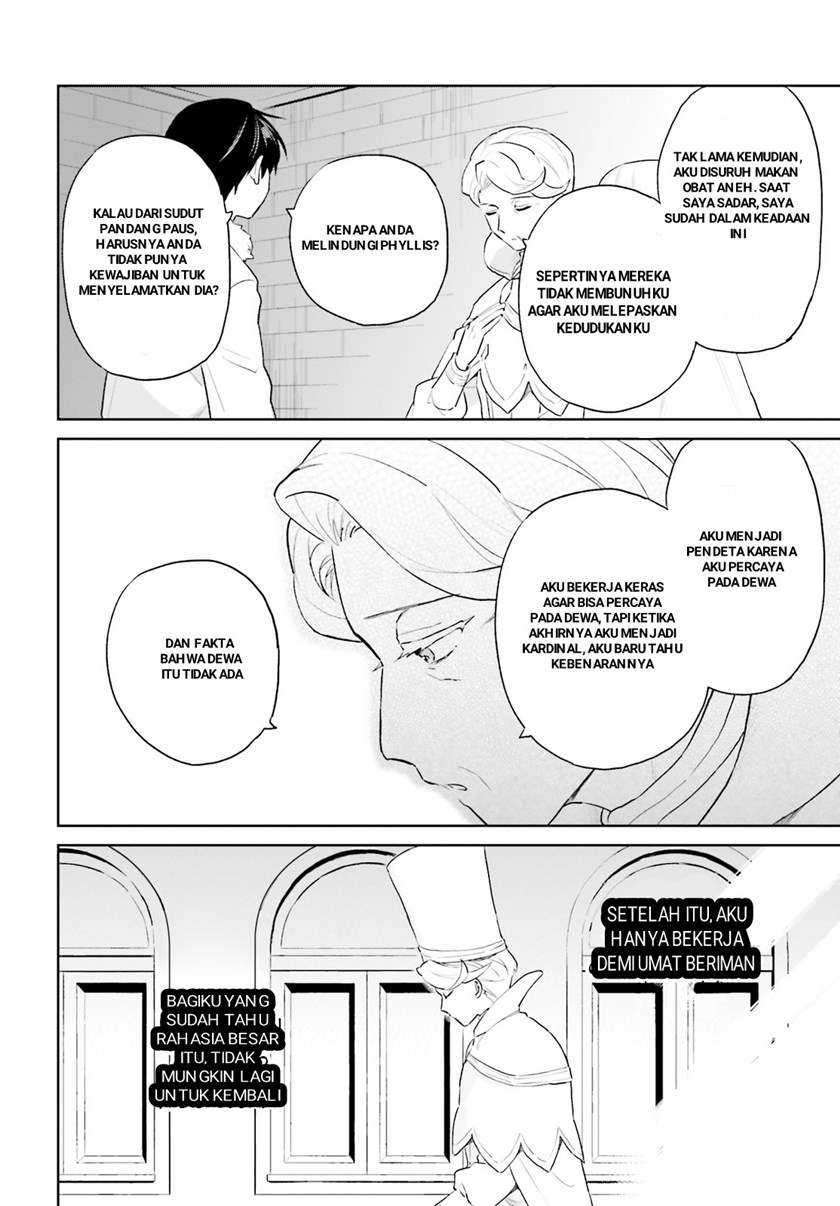 TAK LAMA KEMUDIAN,
AKU DISURUH MAKAN
OBAT ANEH. SAAT
SAYA SADAR, SAYA
SUDAH DALAM KEADAAN
INI
SEPERTINYA MEREKA
TIDAK MEMBUNUHKU
AGAR AKU MELEPASKAN
KEDUDUKANKU
KENAPA ANDA
MELINDUNGI PHYLLIS?
KALAU DARI SUDUT
PANDANG PAUS,
HARUSNYA ANDA
TIDAK PUNYA
KEWAJIBAN UNTUK
MENYELAMATKAN DIA?
AKU MENJADI
PENDETA KARENA
AKU PERCAYA
PADA DEWA
AKU BEKERJA KERAS
AGAR BISA PERCAYA
PADA DEWA, TAPI KETIKA
AKHIRNYA AKU MENJADI
KARDINAL, AKU BARU TAHU
KEBENARANNYA
DAN FAKTA
BAHWA DEWA
ITU TIDAK ADA
SETELAH ITU, AKU
HANYA BEKERJA
DEMI UMAT BERIMAN
BAGIKU YANG
SUDAH TAHU
RAHASIA BESAR
ITU, TIDAK
MUNGKIN LAGI
UNTUK KEMBALI